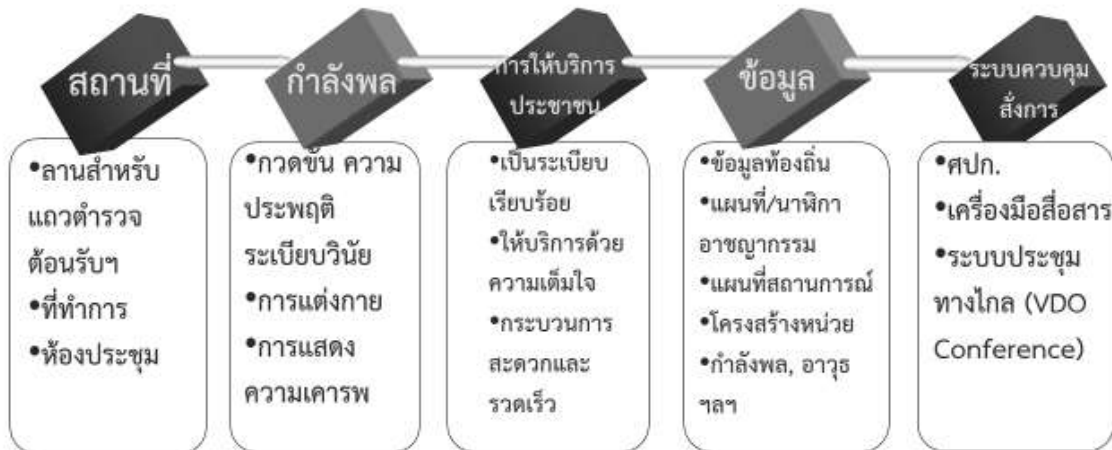 สถานที่
•ลานสำหรับ
แถวตำรวจ
ต้อนรับฯ
•ที่ทำการ
•ห้องประชุม
กำลังพล
•กวดขัน ความ
ประพฤติ
ระเบียบวินัย
•การแต่งกาย
•การแสดง
ความเคารพ
การให้บริการ
ประชาชน
•เป็นระเบียบ
เรียบร้อย
•ให้บริการด้วย
ความเต็มใจ
•กระบวนการ
สะดวกและ
รวดเร็ว
ข้อมูล
•ข้อมูลท้องถิ่น
•แผนที่/นาฬิกา
อาชญากรรม
•แผนที่สถานการณ์
•โครงสร้างหน่วย
•กำลังพล, อาวุธ
ฯลฯ
ระบบควบคุม
สั่งการ
•ศปก.
•เครื่องมือสื่อสาร
•ระบบประชุม
ทางไกล (VDO
Conference)